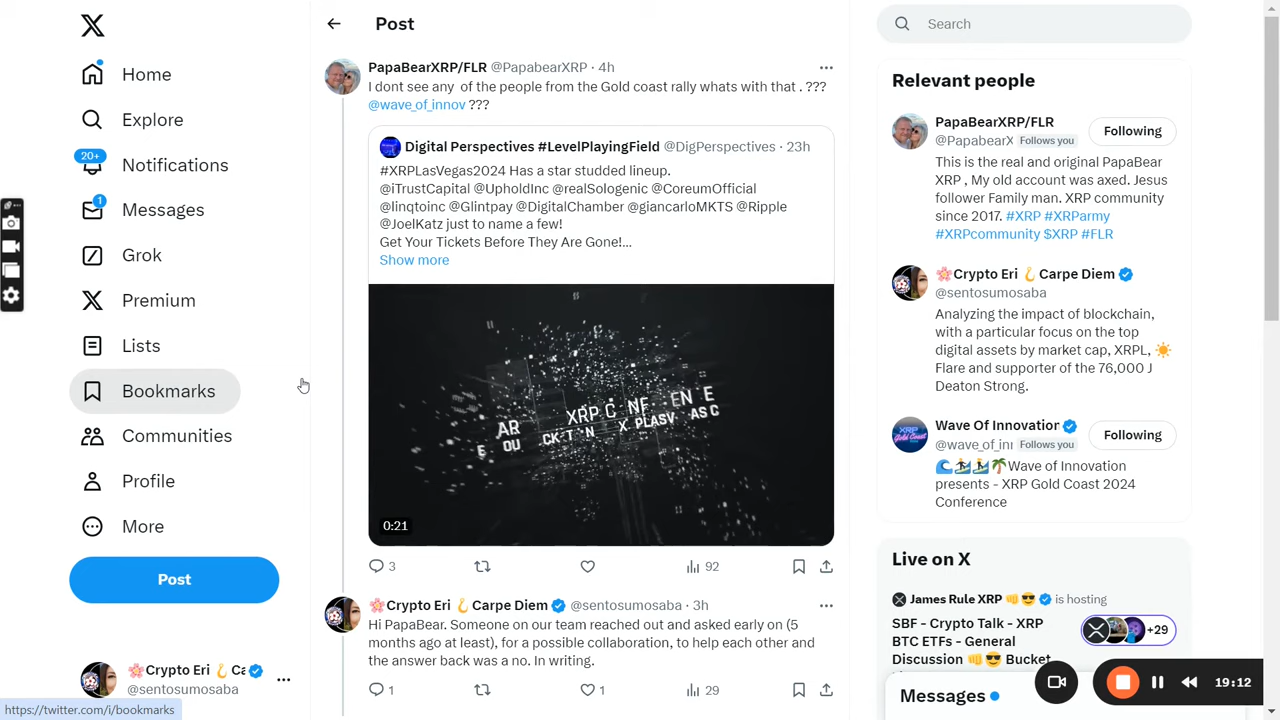 Post
Search
Home
Explore
20+
Notifications
1
Messages
Grok
Premium
Lists
Bookmarks
Communities
Profile
More
Post
🌸Crypto Eri 🪝Ca
@sentosumosaba
https://twitter.com/i/bookmarks
PapaBearXRP/FLR @PapabearXRP · 4h
I dont see any of the people from the Gold coast rally whats with that . ???
@wave_of_innov ???
Digital Perspectives #LevelPlayingField @DigPerspectives · 23h
#XRPLasVegas2024 Has a star studded lineup.
@iTrustCapital @UpholdInc @realSologenic @CoreumOfficial
@linqtoinc @Glintpay @DigitalChamber @giancarloMKTS @Ripple
@JoelKatz just to name a few!
Get Your Tickets Before They Are Gone!...
Show more
0:21
3
92
🌸Crypto Eri 🪝Carpe Diem @sentosumosaba · 3h
Hi PapaBear. Someone on our team reached out and asked early on (5
months ago at least), for a possible collaboration, to help each other and
the answer back was a no. In writing.
1
1
29
Relevant people
PapaBearXRP/FLR
@PapabearX Follows you
Following
This is the real and original PapaBear
XRP , My old account was axed. Jesus
follower Family man. XRP community
since 2017. #XRP #XRParmy
#XRPcommunity $XRP #FLR
🌸Crypto Eri 🪝Carpe Diem
@sentosumosaba
Analyzing the impact of blockchain,
with a particular focus on the top
digital assets by market cap, XRPL, ☀️
Flare and supporter of the 76,000 J
Deaton Strong.
Wave Of Innovation
@wave_of_inn Follows you
Following
🌊🏄‍♂️🏄‍♂️🌴Wave of Innovation
presents - XRP Gold Coast 2024
Conference
Live on X
James Rule XRP 👊😎 is hosting
SBF - Crypto Talk - XRP
BTC ETFs - General
Discussion 👊😎 Bucket
+29
Messages
19:12